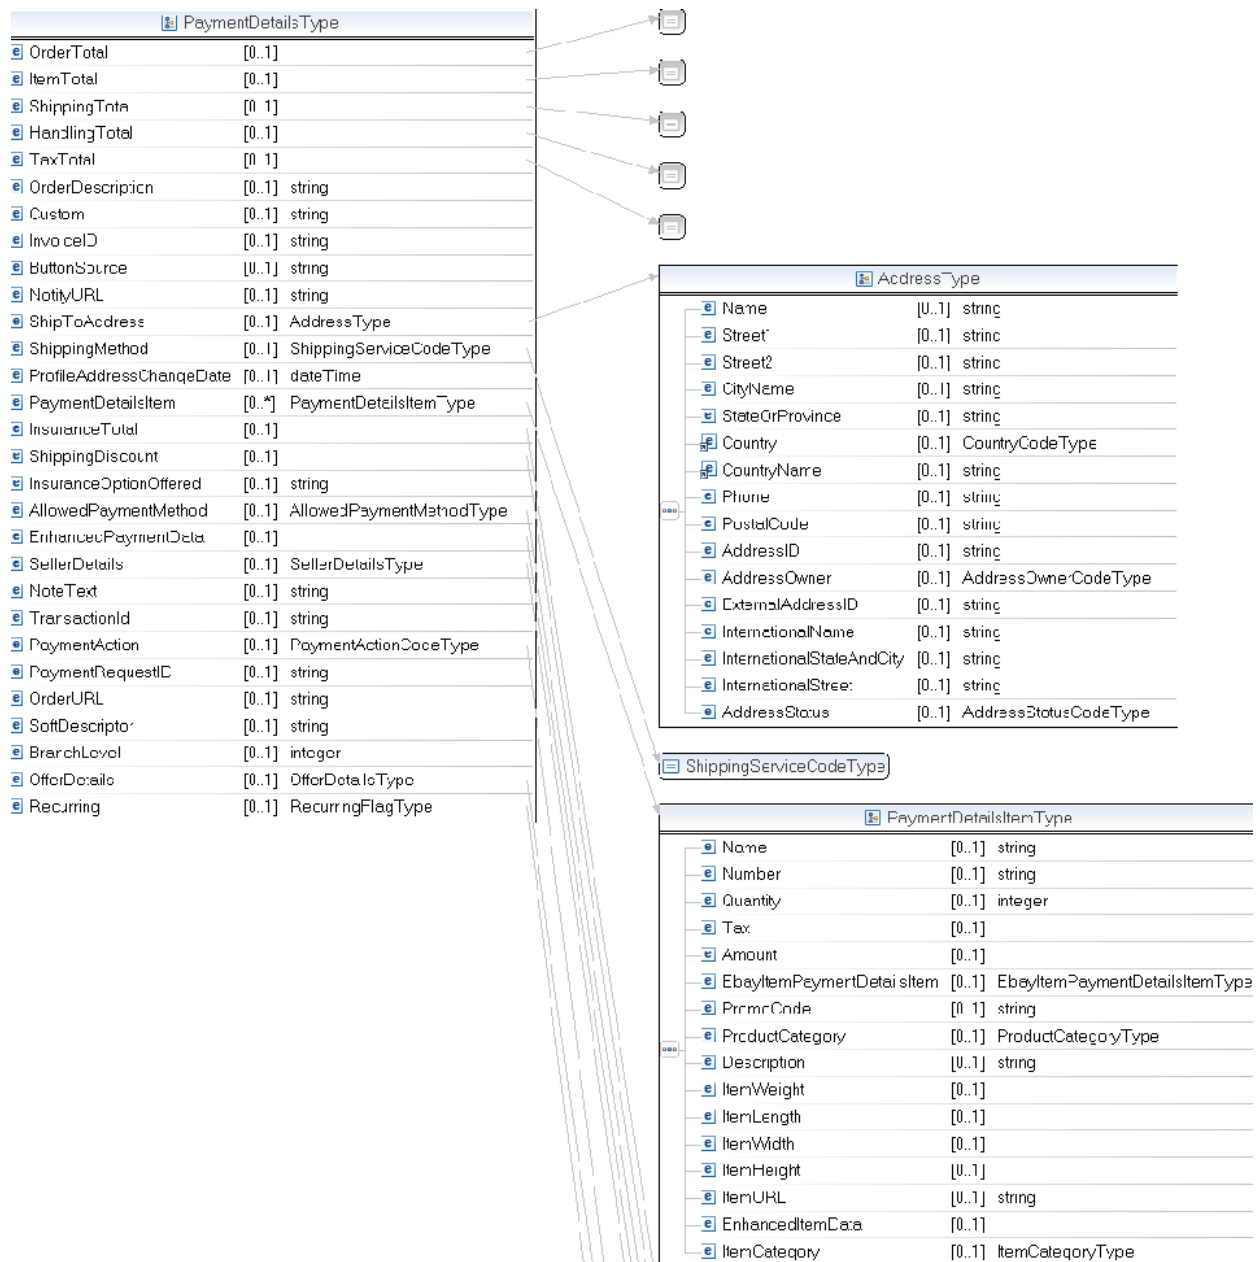 PaymentDetailsType
OrderTotal [0..1]
ItemTotal [0..1]
ShippingTotal [0..1]
HandlingTotal [0..1]
TaxTotal [0..1]
OrderDescription [0..1] string
Custom [0..1] string
InvoiceID [0..1] string
ButtonSource [0..1] string
NotifyURL [0..1] string
ShipToAddress [0..1] AddressType
ShippingMethod [0..1] ShippingServiceCodeType
ProfileAddressChangeDate [0..1] dateTime
PaymentDetailsItem [0..*] PaymentDetailsItemType
InsuranceTotal [0..1]
ShippingDiscount [0..1]
InsuranceOptionOffered [0..1] string
AllowedPaymentMethod [0..1] AllowedPaymentMethodType
EnhancedPaymentData [0..1]
SellerDetails [0..1] SellerDetailsType
NoteText [0..1] string
TransactionId [0..1] string
PaymentAction [0..1] PaymentActionCodeType
PaymentRequestID [0..1] string
OrderURL [0..1] string
SoftDescriptor [0..1] string
BranchLevel [0..1] integer
OfferDetails [0..1] OfferDetailsType
Recurring [0..1] RecurringFlagType
AddressType
Name [0..1] string
Street1 [0..1] string
Street2 [0..1] string
CityName [0..1] string
StateOrProvince [0..1] string
Country [0..1] CountryCodeType
CountryName [0..1] string
Phone [0..1] string
PostalCode [0..1] string
AddressID [0..1] string
AddressOwner [0..1] AddressOwnerCodeType
ExternalAddressID [0..1] string
InternationalName [0..1] string
InternationalStateAndCity [0..1] string
InternationalStreet [0..1] string
AddressStatus [0..1] AddressStatusCodeType
ShippingServiceCodeType
PaymentDetailsItemType
Name [0..1] string
Number [0..1] string
Quantity [0..1] integer
Tax [0..1]
Amount [0..1]
EbayItemPaymentDetailsItem [0..1] EbayItemPaymentDetailsItemType
PromoCode [0..1] string
ProductCategory [0..1] ProductCategoryType
Description [0..1] string
ItemWeight [0..1]
ItemLength [0..1]
ItemWidth [0..1]
ItemHeight [0..1]
ItemURL [0..1] string
EnhancedItemData [0..1]
ItemCategory [0..1] ItemCategoryType